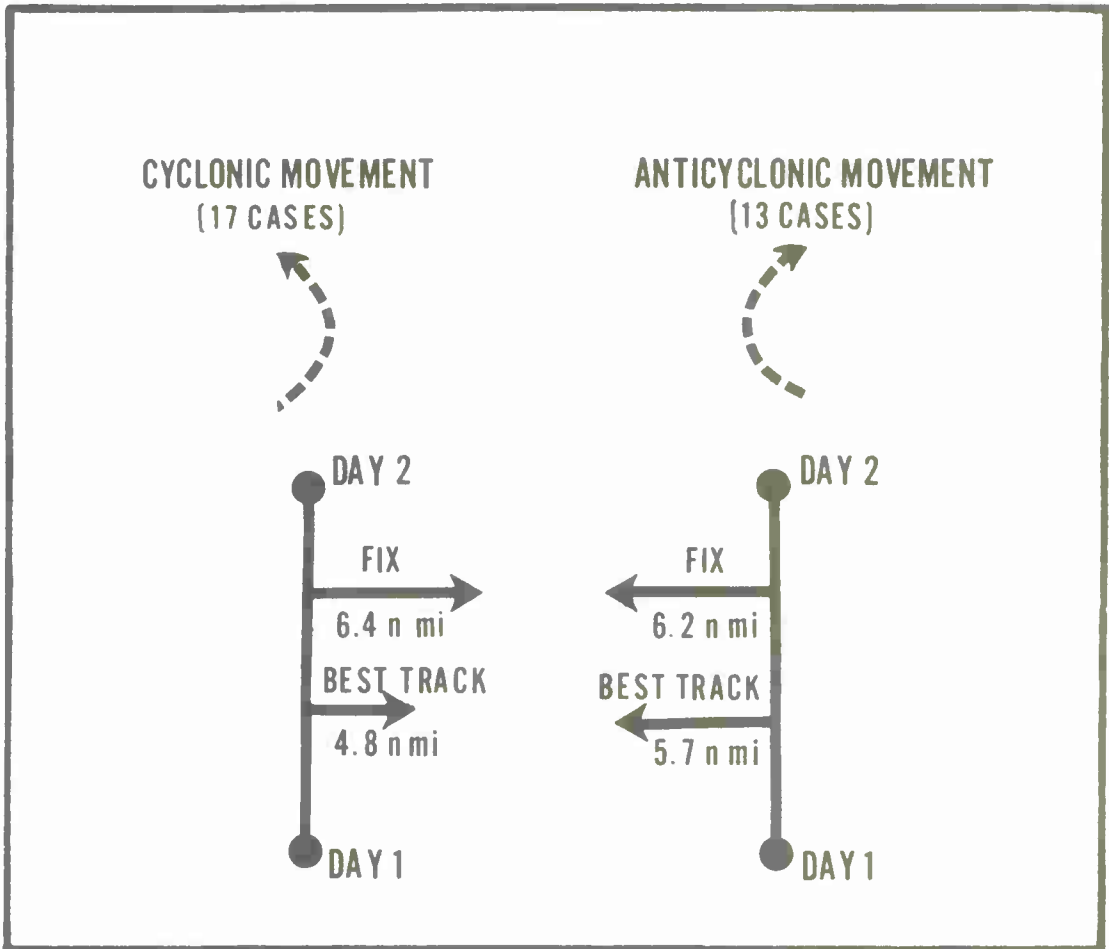 CYCLONIC MOVEMENT
(17 CASES)
DAY 2
FIX
6.4 n mi
BEST TRACK
4.8 n mi
DAY 1
ANTICYCLONIC MOVEMENT
(13 CASES)
DAY 2
FIX
6.2 n mi
BEST TRACK
5.7 n mi
DAY 1